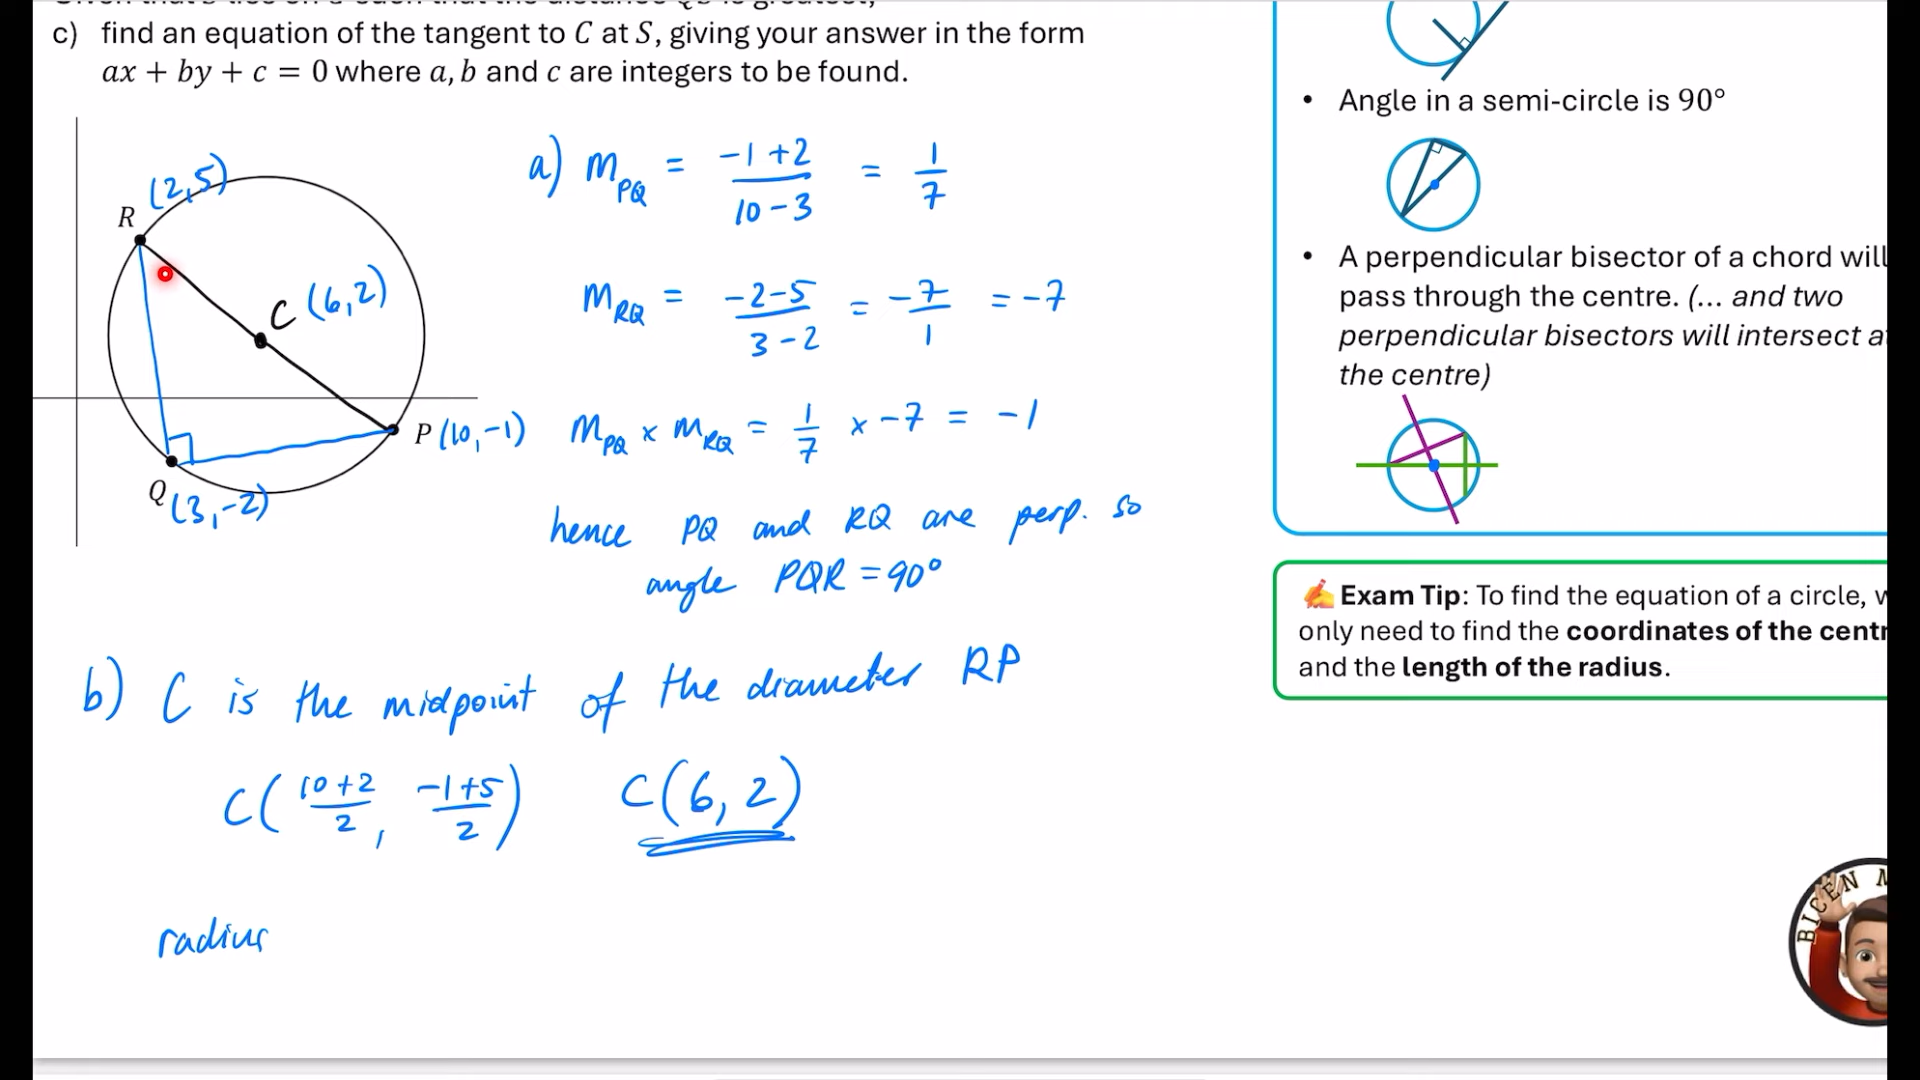 c) find an equation of the tangent to C at S, giving your answer in the form
ax + by + c = 0 where a, b and c are integers to be found.
R
(2,5)
C (6,2)
P (10,-1)
Q (3,-2)
a) m_PQ = (-1+2)/(10-3) = 1/7
m_RQ = (-2-5)/(3-2) = -7/1 = -7
m_PQ × m_RQ = 1/7 × -7 = -1
hence PQ and RQ are perp. so
angle PQR = 90°
b) C is the midpoint of the diameter RP
C( (10+2)/2 , (-1+5)/2 ) C(6,2)
radius
• Angle in a semi-circle is 90°
• A perpendicular bisector of a chord will
pass through the centre. (... and two
perpendicular bisectors will intersect a
the centre)
✍ Exam Tip: To find the equation of a circle, w
only need to find the coordinates of the centr
and the length of the radius.
BICEN M